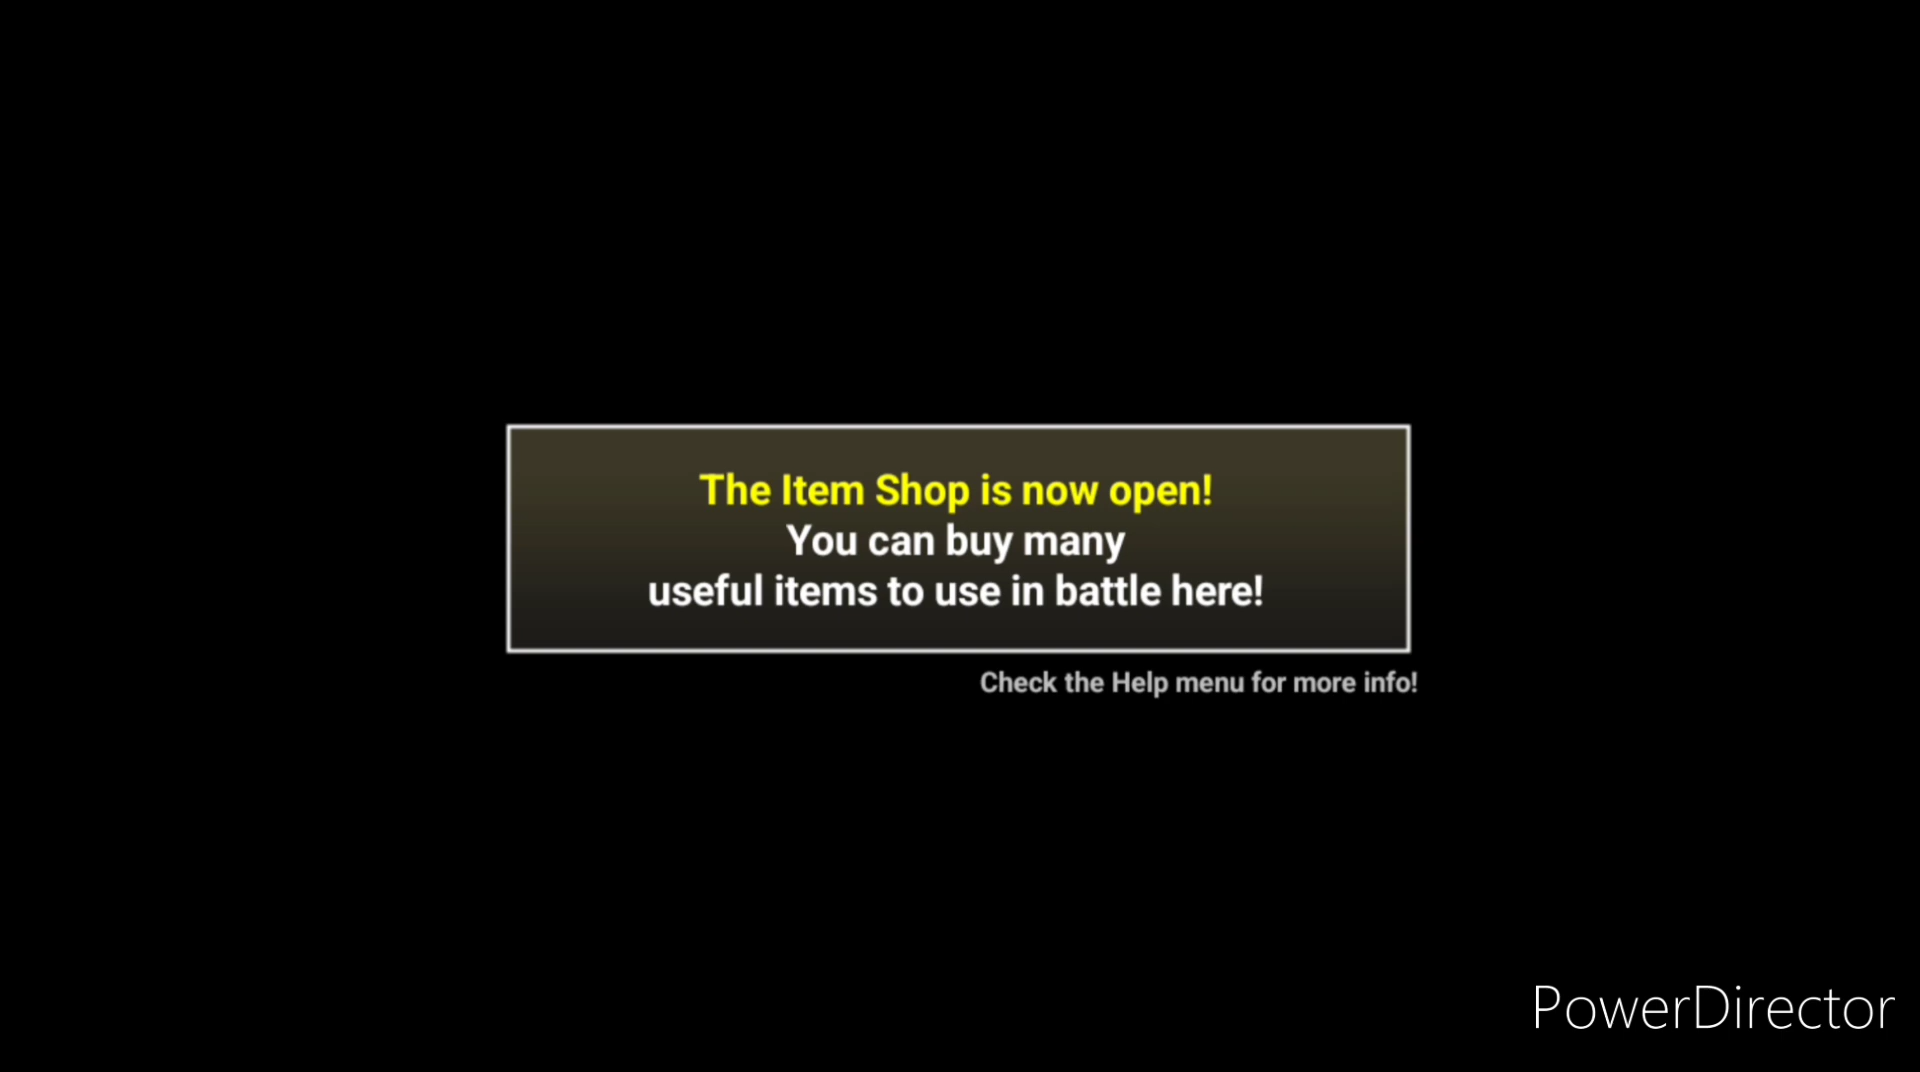 The Item Shop is now open!
You can buy many
useful items to use in battle here!
Check the Help menu for more info!
PowerDirector